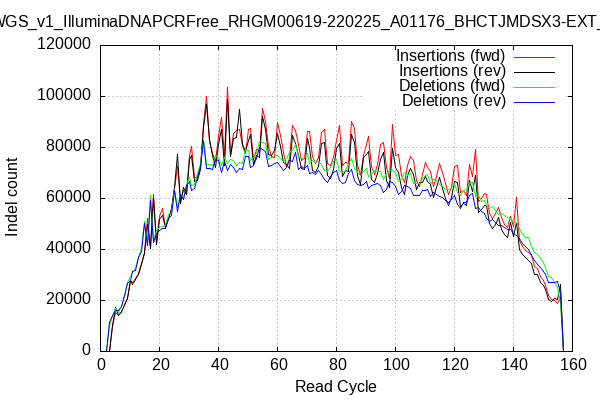 WGS_v1_IlluminaDNAPCRFree_RHGM00619-220225_A01176_BHCTJMDSX3-EXT_
120000
100000
80000
60000
40000
20000
0
Indel count
Insertions (fwd)
Insertions (rev)
Deletions (fwd)
Deletions (rev)
0 20 40 60 80 100 120 140 160
Read Cycle